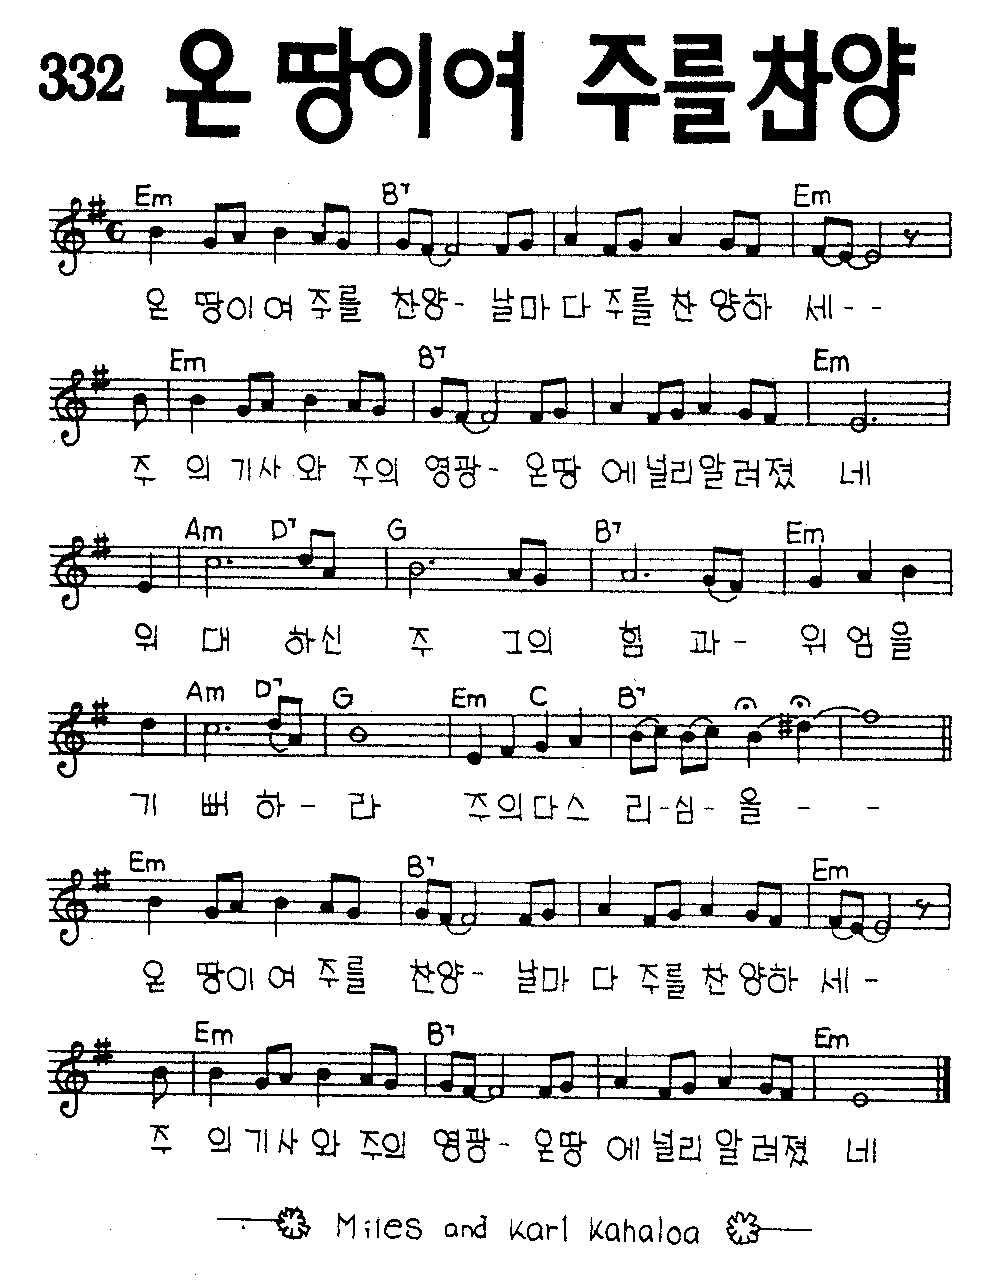 332 온 땅이여 주를 찬양
Em B7 Em
온 땅이여 주를 찬양- 날마다 주를 찬양하 세--
Em B7 Em
주 의 기사와 주의 영광- 온땅 에널리알려졌 네
Am D7 G B7 Em
위 대 하신 주 그의 힘 과- 위엄을
Am D7 G Em C B7
기 뻐하-라 주의다스 리-심-을 - -
Em B7 Em
온 땅이여 주를 찬양- 날마다 주를 찬양하 세-
Em B7 Em
주 의기사와 주의 영광- 온땅 에널리알려졌 네
Miles and Karl Kahaloa